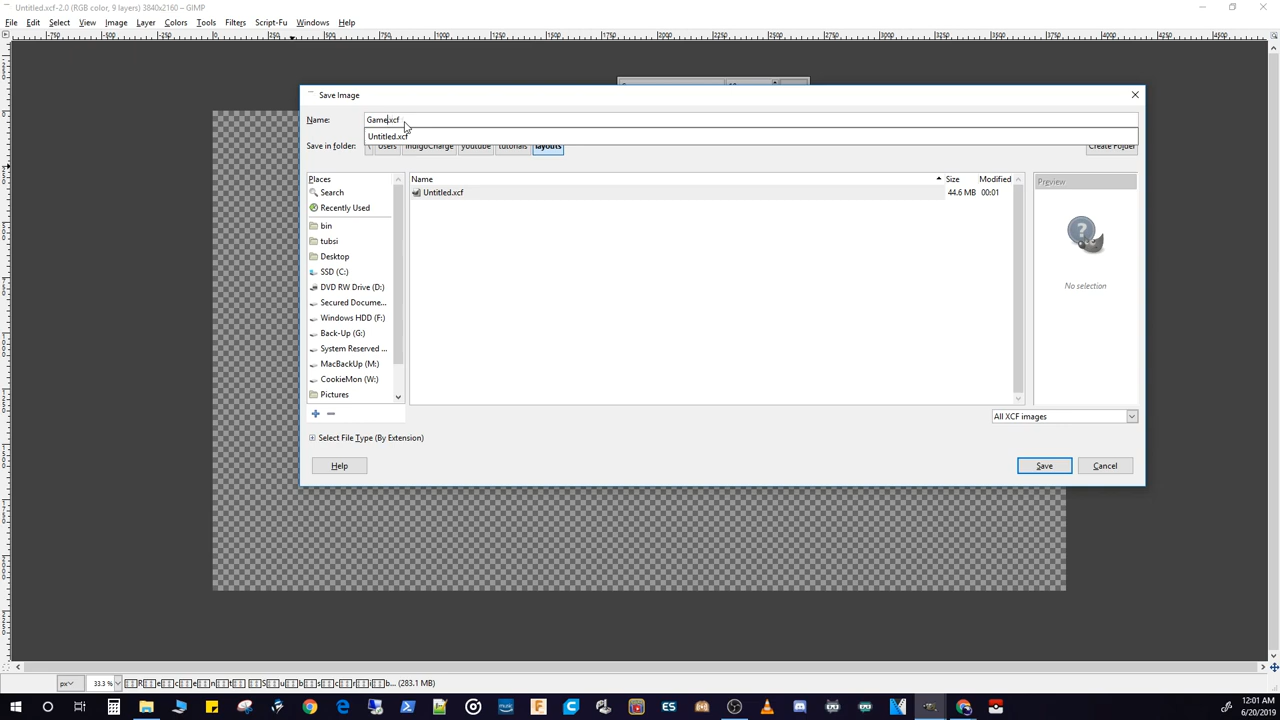 Untitled.xcf-2.0 (RGB color, 9 layers) 3840x2160 – GIMP
File Edit Select View Image Layer Colors Tools Filters Script-Fu Windows Help
Save Image
Name: Game.xcf
Untitled.xcf
Save in folder: \ Users IndigoCharge youtube tutorials layouts Create Folder
Places Name Size Modified Preview
Search Untitled.xcf 44.6 MB 00:01
Recently Used
bin
tubsi
Desktop
SSD (C:)
DVD RW Drive (D:)
No selection
Secured Docume...
Windows HDD (F:)
Back-Up (G:)
System Reserved ...
MacBackUp (M:)
CookieMon (W:)
Pictures
All XCF images
Select File Type (By Extension)
Help Save Cancel
px 33.3 % (283.1 MB)
12:01 AM
6/20/2019